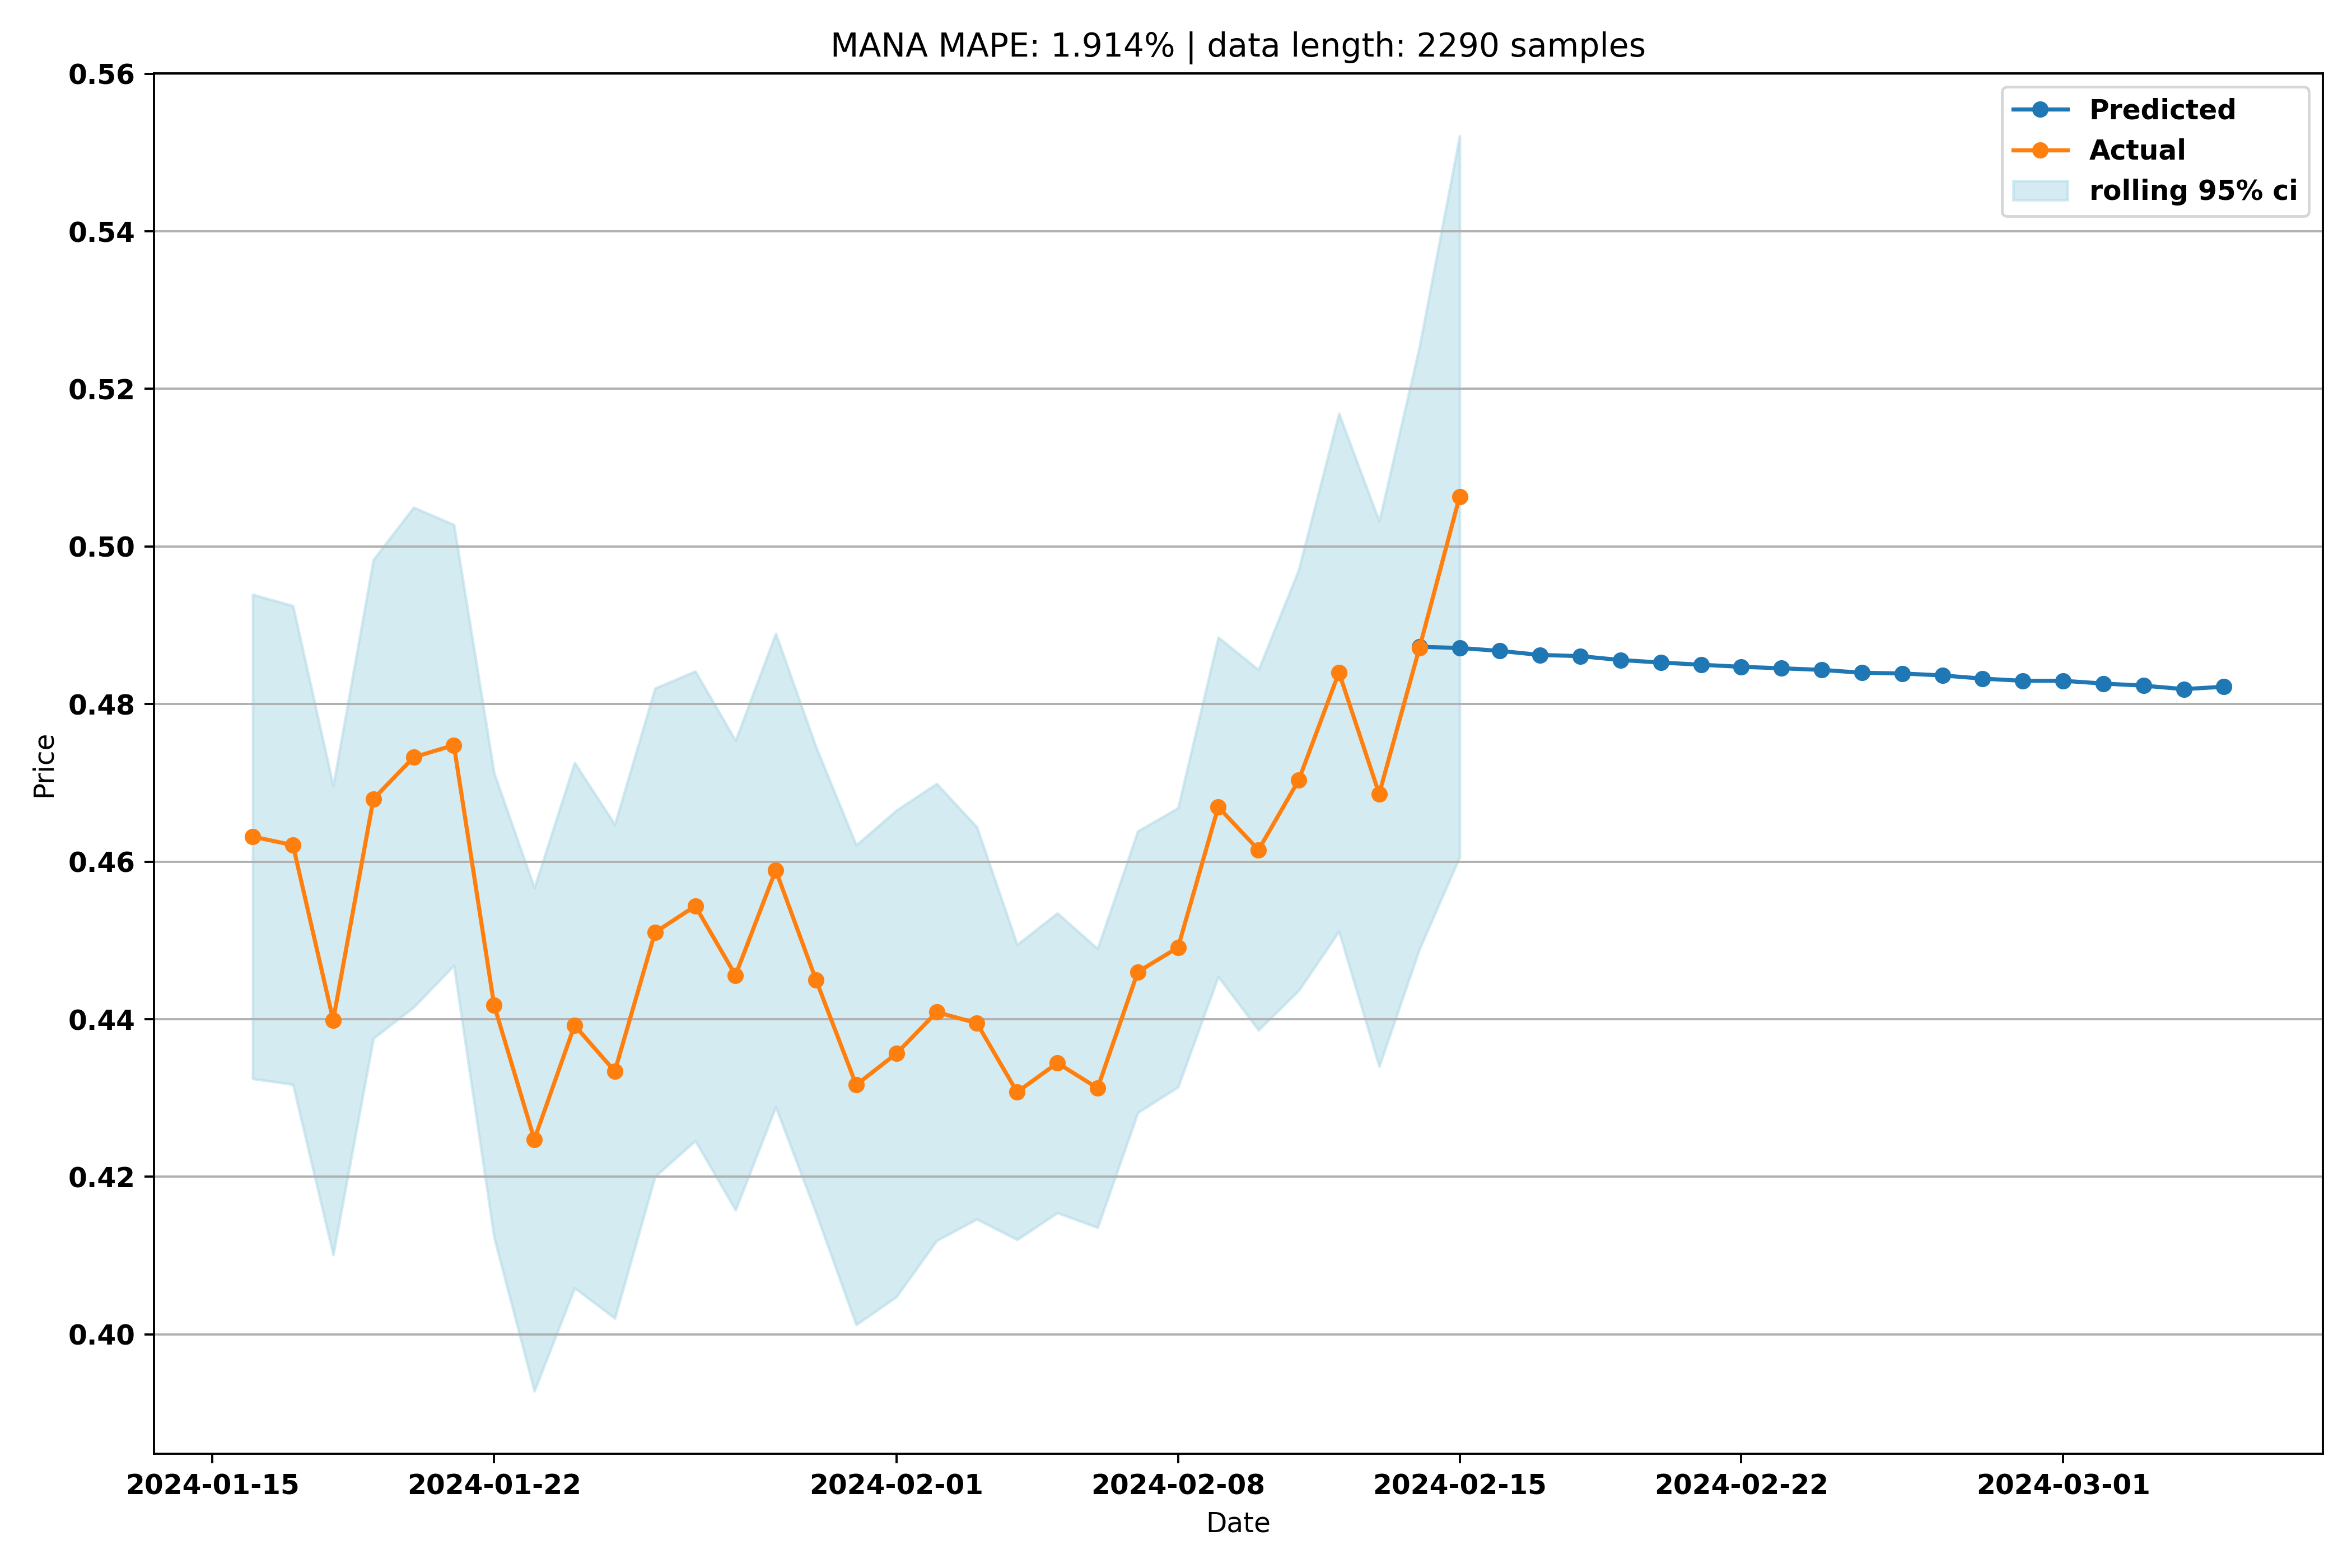 MANA MAPE: 1.914% | data length: 2290 samples
0.56
0.54
0.52
0.50
0.48
0.46
0.44
0.42
0.40
Price
Predicted
Actual
rolling 95% ci
2024-01-15 2024-01-22 2024-02-01 2024-02-08 2024-02-15 2024-02-22 2024-03-01
Date